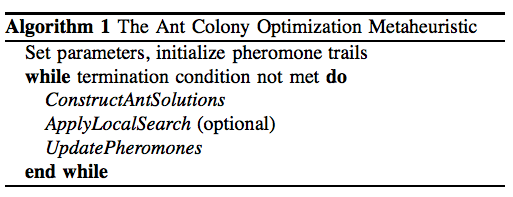 Algorithm 1 The Ant Colony Optimization Metaheuristic
Set parameters, initialize pheromone trails
while termination condition not met do
ConstructAntSolutions
ApplyLocalSearch (optional)
UpdatePheromones
end while